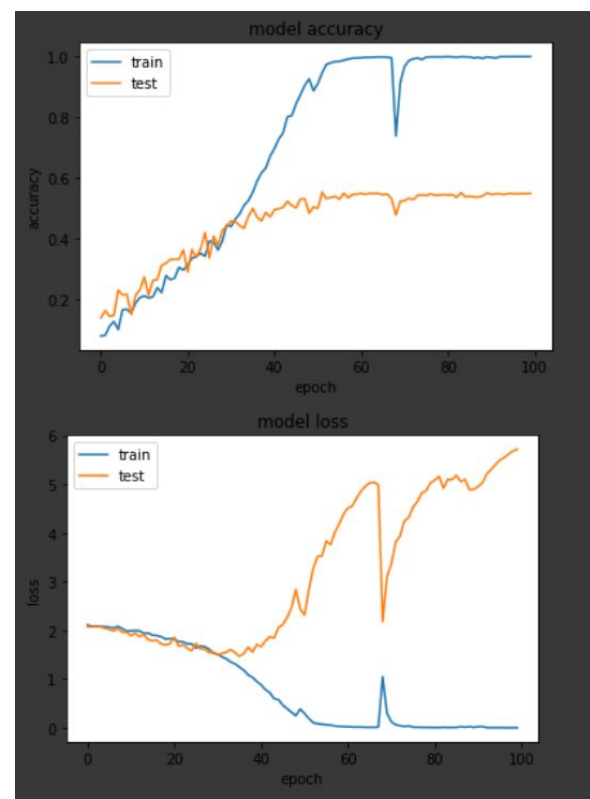 model accuracy
train
test
1.0
0.8
0.6
0.4
0.2
accuracy
0 20 40 60 80 100
epoch
model loss
train
test
6
5
4
3
2
1
0
loss
0 20 40 60 80 100
epoch